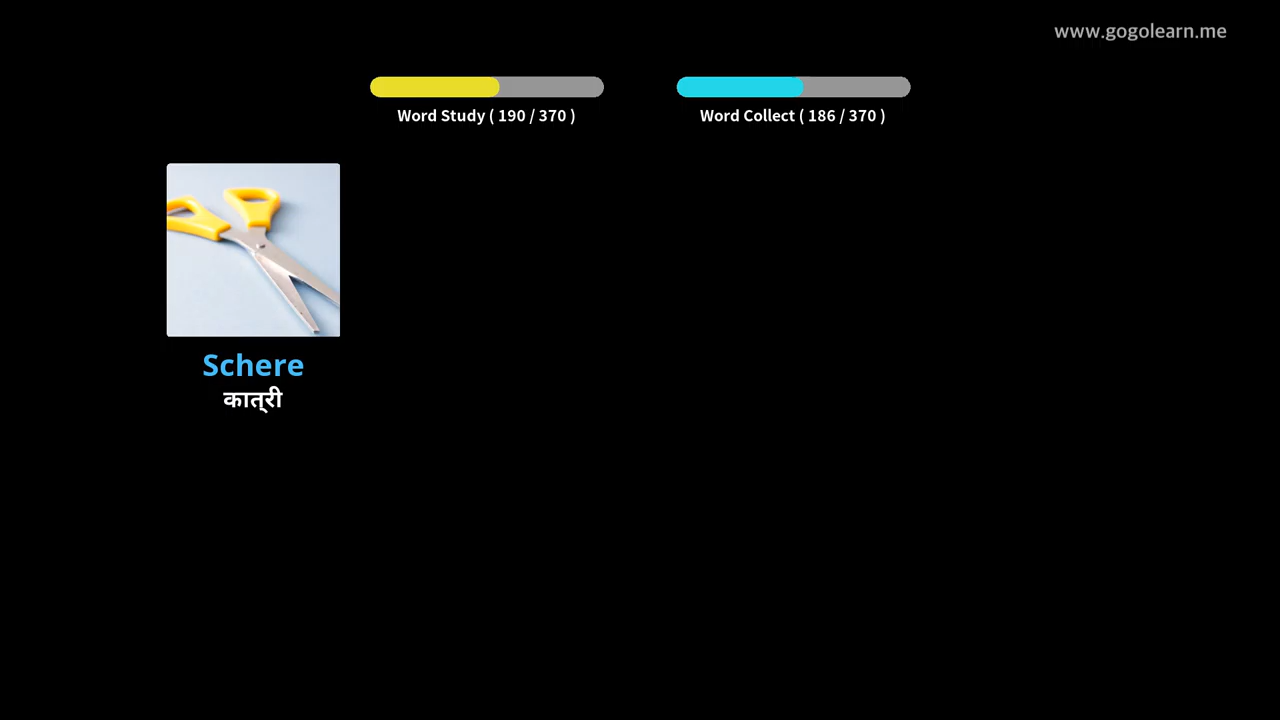 www.gogolearn.me
Word Study ( 190 / 370 )
Word Collect ( 186 / 370 )
Schere
कात्री